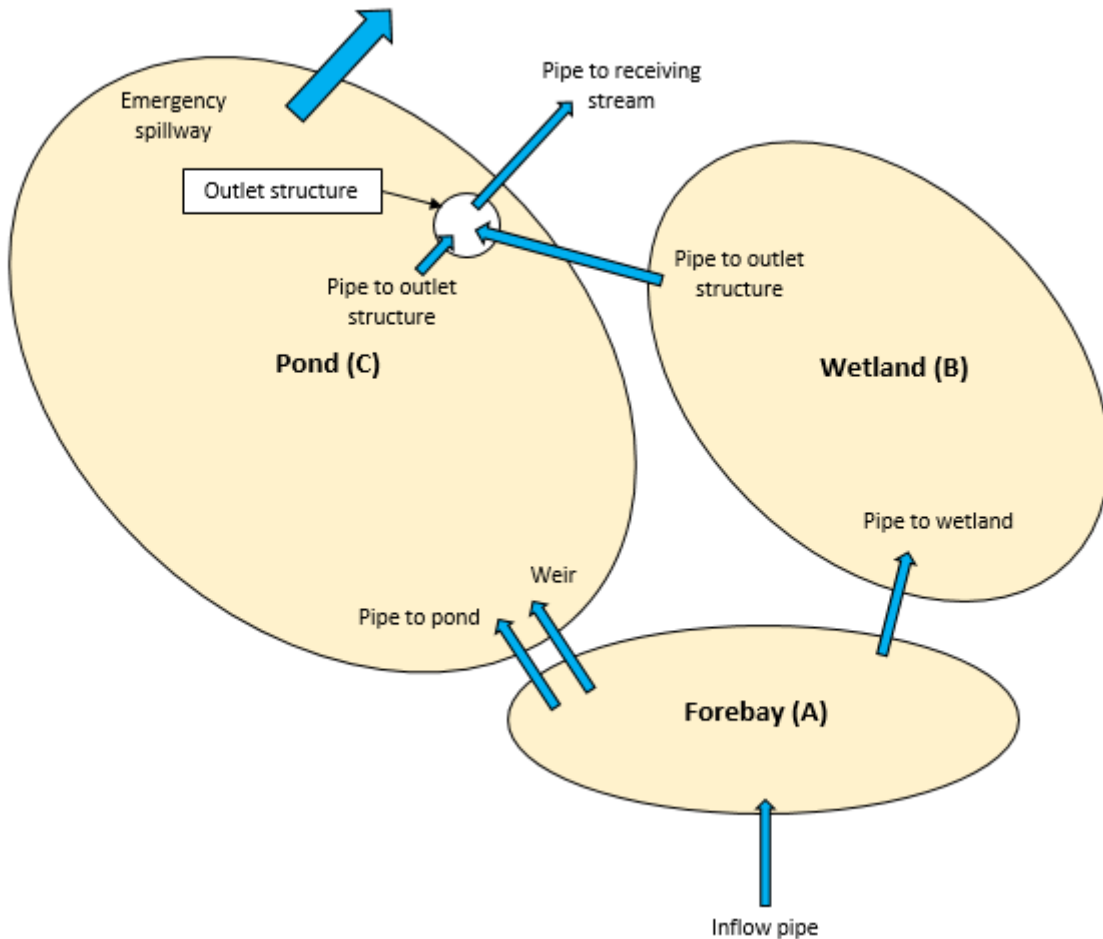 Emergency
spillway
Pipe to receiving
stream
Outlet structure
Pipe to outlet
structure
Pipe to outlet
structure
Pond (C)
Wetland (B)
Pipe to wetland
Weir
Pipe to pond
Forebay (A)
Inflow pipe